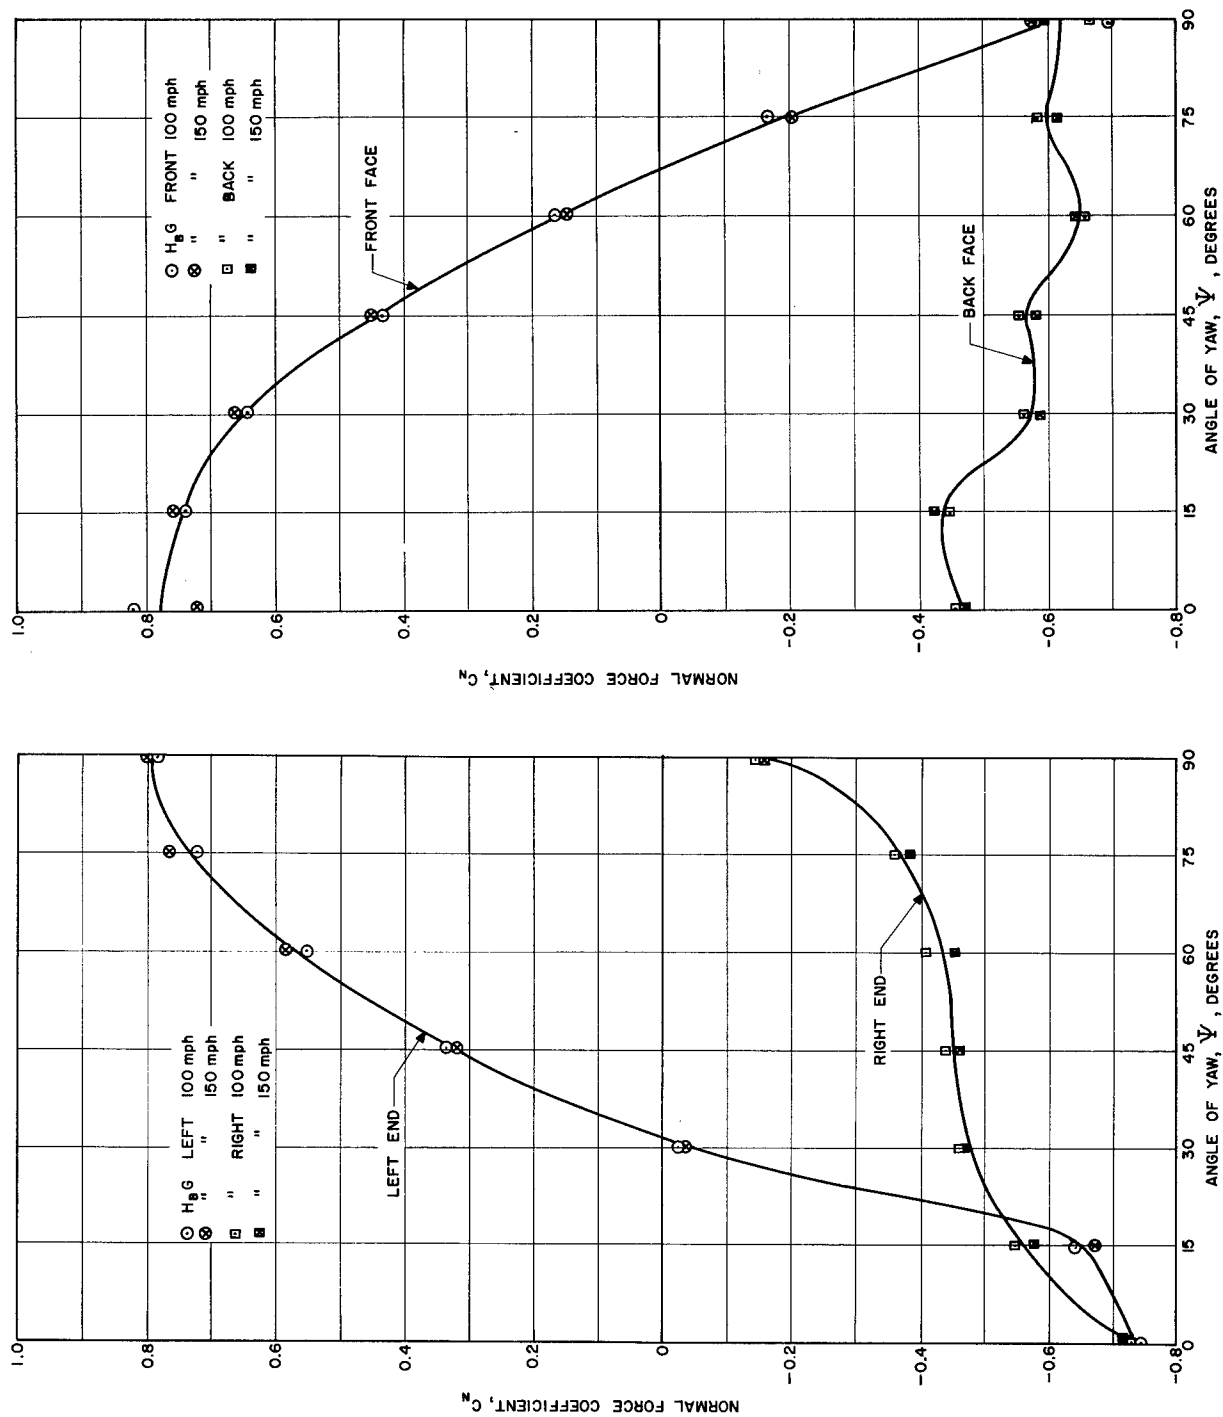 NORMAL FORCE COEFFICIENT, C_N
1.0
0.8
0.6
0.4
0.2
0
-0.2
-0.4
-0.6
-0.8
0
15
30
45
60
75
90
ANGLE OF YAW, Ψ, DEGREES
⊙ H_BG LEFT 100 mph
⊗ " " 150 mph
⊡ " RIGHT 100 mph
" " 150 mph
LEFT END
RIGHT END
NORMAL FORCE COEFFICIENT, C_N
1.0
0.8
0.6
0.4
0.2
0
-0.2
-0.4
-0.6
-0.8
0
15
30
45
60
75
90
ANGLE OF YAW, Ψ, DEGREES
⊙ H_BG FRONT 100 mph
⊗ " " 150 mph
⊡ " BACK 100 mph
" " 150 mph
FRONT FACE
BACK FACE